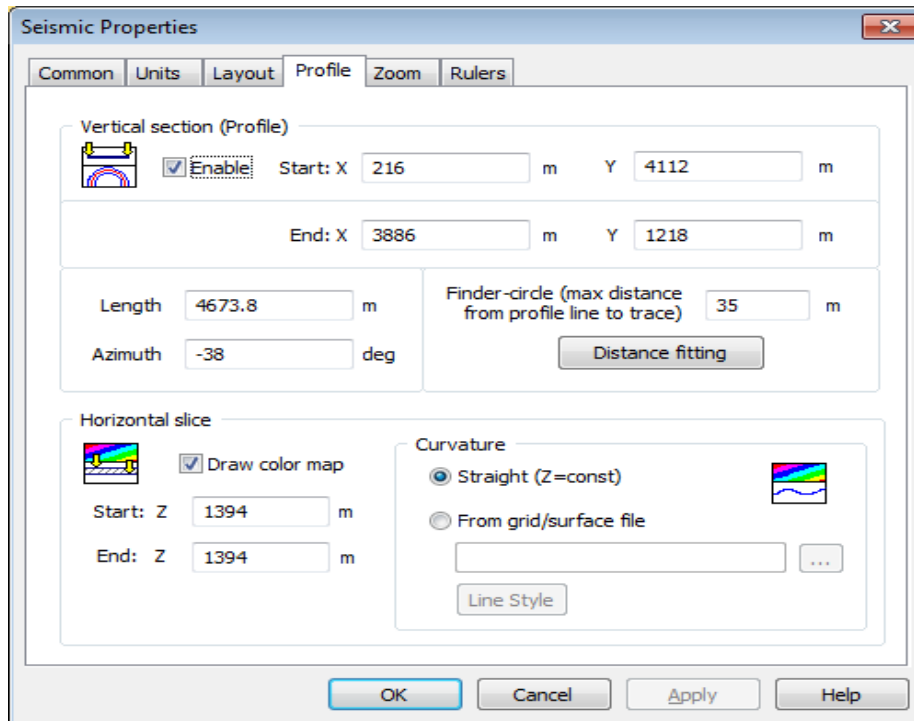 Seismic Properties
Common Units Layout Profile Zoom Rulers
Vertical section (Profile)
Enable Start: X 216 m Y 4112 m
End: X 3886 m Y 1218 m
Length 4673.8 m
Azimuth -38 deg
Finder-circle (max distance
from profile line to trace) 35 m
Distance fitting
Horizontal slice
Draw color map
Start: Z 1394 m
End: Z 1394 m
Curvature
Straight (Z=const)
From grid/surface file
...
Line Style
OK Cancel Apply Help